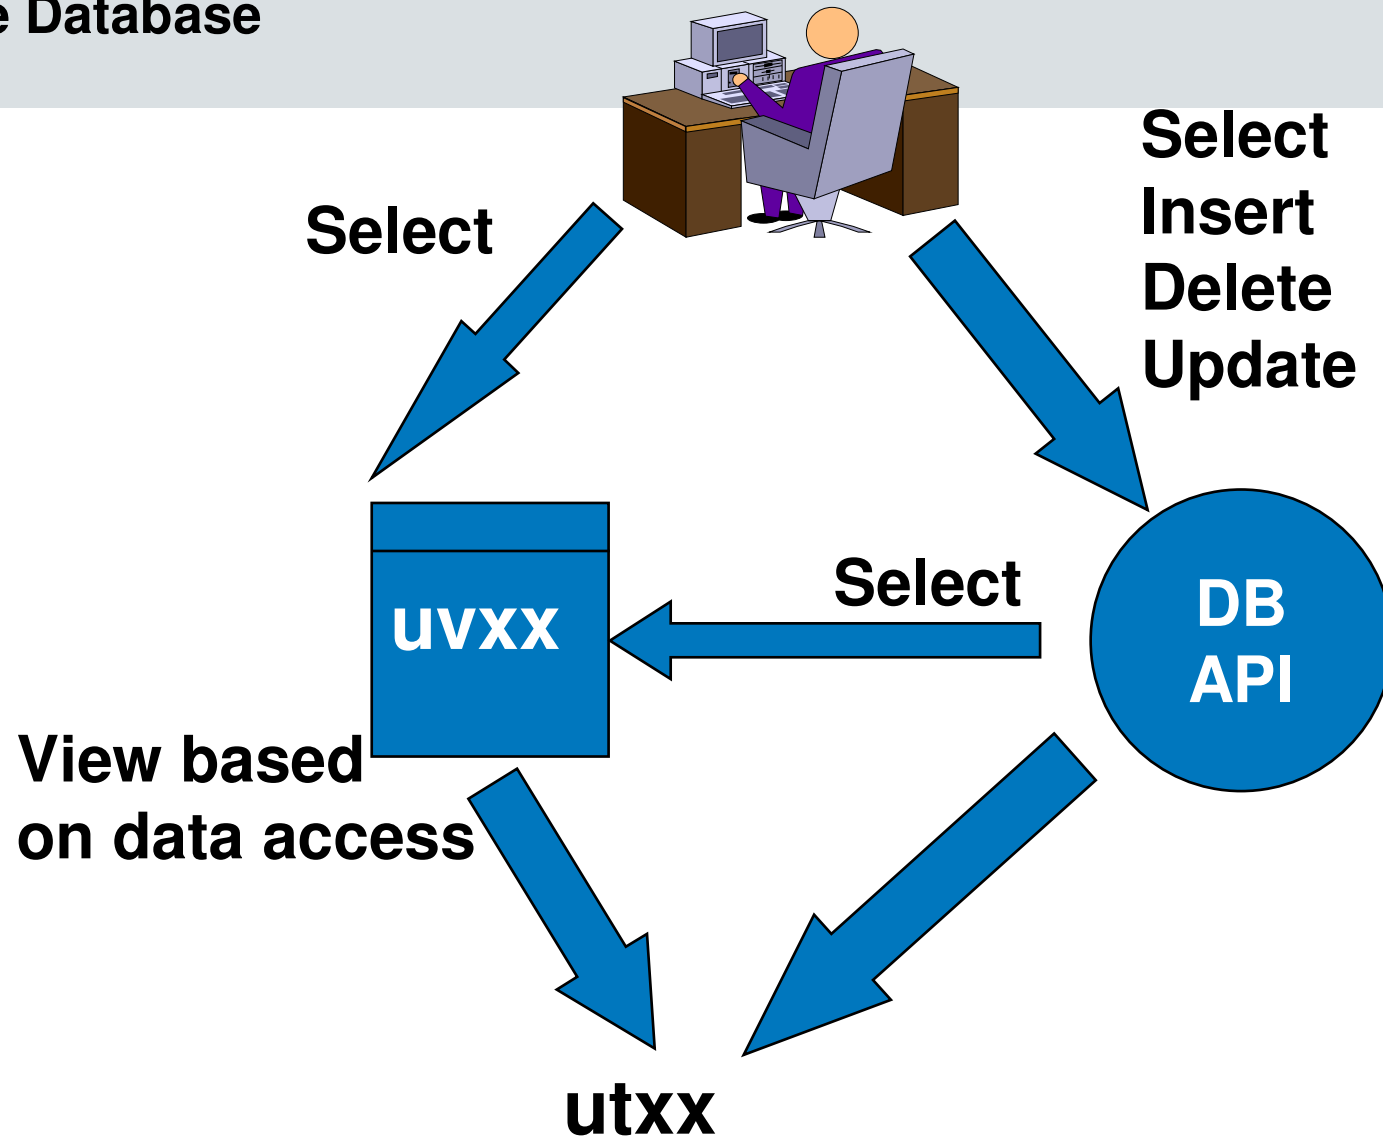 e Database
Select
Insert
Delete
Update
Select
Select
DB
API
uvxx
View based
on data access
utxx